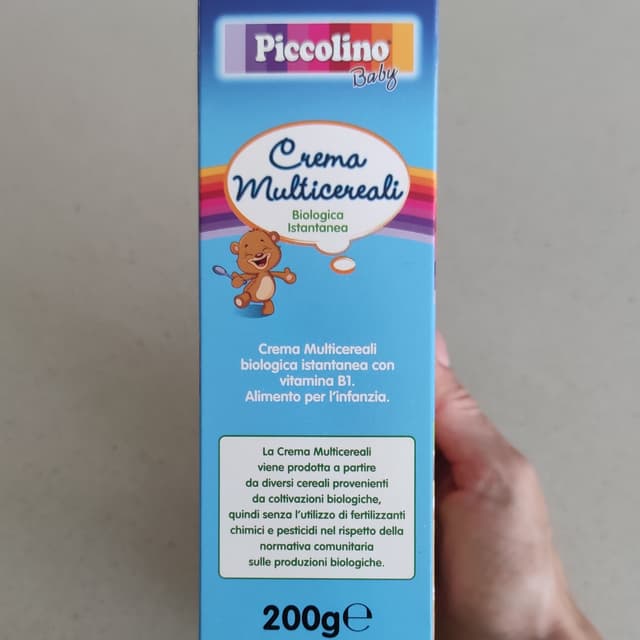 Piccolino
Baby
Crema
Multicereali
Biologica
Istantanea
Crema Multicereali
biologica istantanea con
vitamina B1.
Alimento per l'infanzia.
La Crema Multicereali
viene prodotta a partire
da diversi cereali provenienti
da coltivazioni biologiche,
quindi senza l'utilizzo di fertilizzanti
chimici e pesticidi nel rispetto della
normativa comunitaria
sulle produzioni biologiche.
200g℮